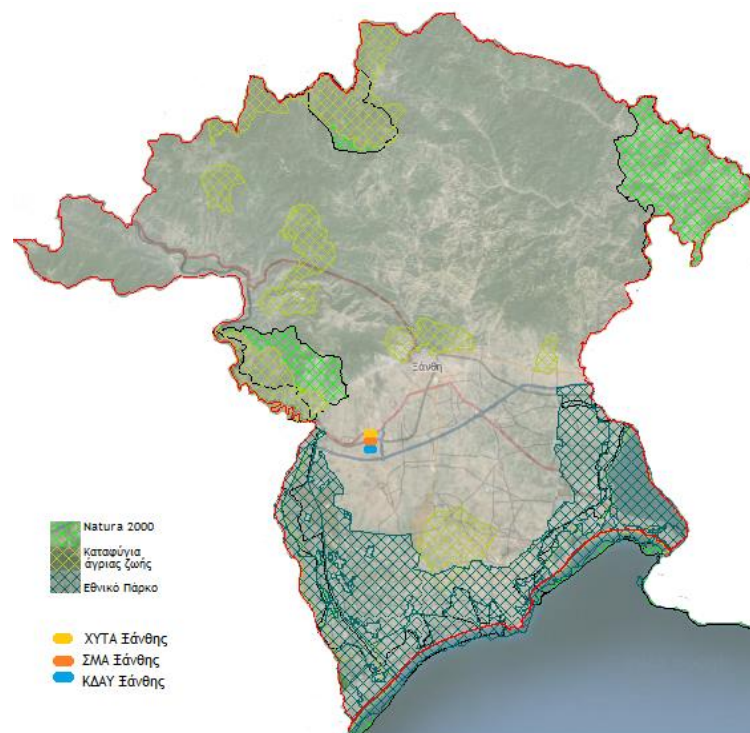 Ξάνθη
Natura 2000
Καταφύγια
άγριας ζωής
Εθνικό Πάρκο
ΧΥΤΑ Ξάνθης
ΣΜΑ Ξάνθης
ΚΔΑΥ Ξάνθης